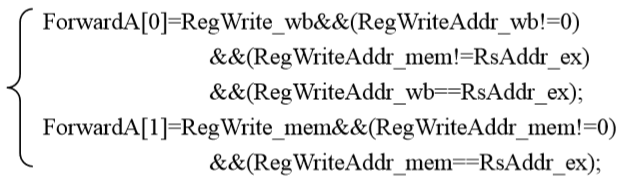 ForwardA[0]=RegWrite_wb&&(RegWriteAddr_wb!=0)
&&(RegWriteAddr_mem!=RsAddr_ex)
&&(RegWriteAddr_wb==RsAddr_ex);
ForwardA[1]=RegWrite_mem&&(RegWriteAddr_mem!=0)
&&(RegWriteAddr_mem==RsAddr_ex);